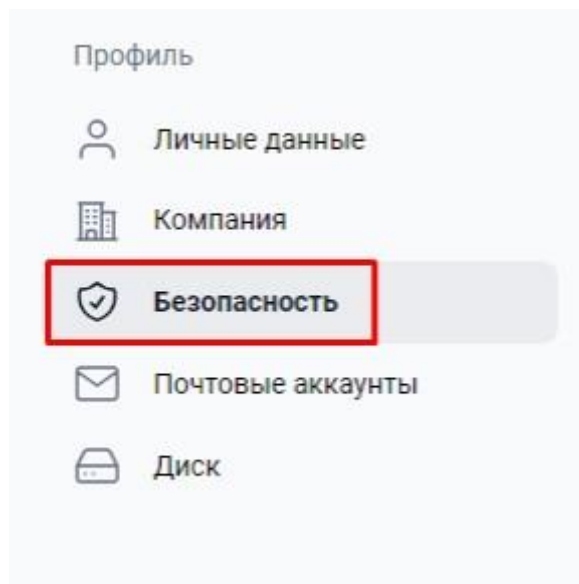 Профиль
Личные данные
Компания
Безопасность
Почтовые аккаунты
Диск